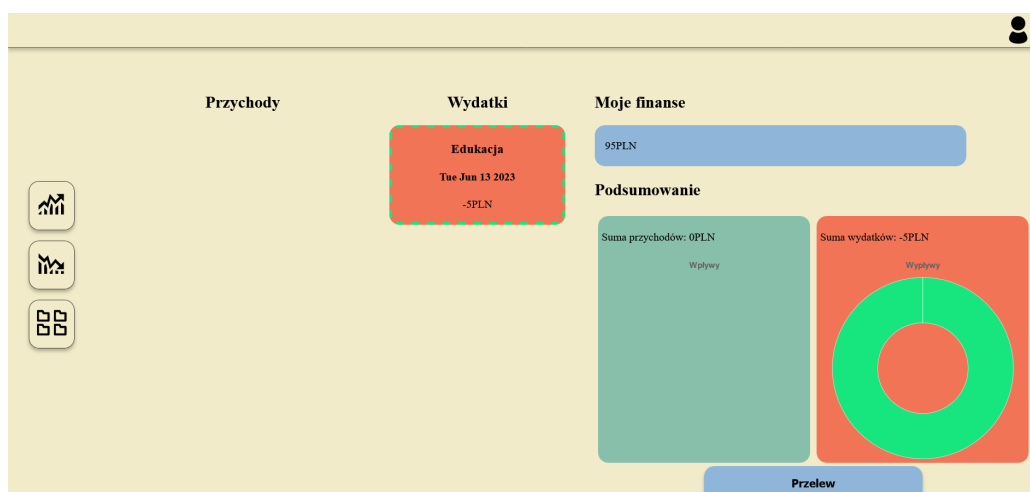 Przychody
Wydatki
Moje finanse
Edukacja
Tue Jun 13 2023
-5PLN
95PLN
Podsumowanie
Suma przychodów: 0PLN
Wpływy
Suma wydatków: -5PLN
Wypływy
Przelew